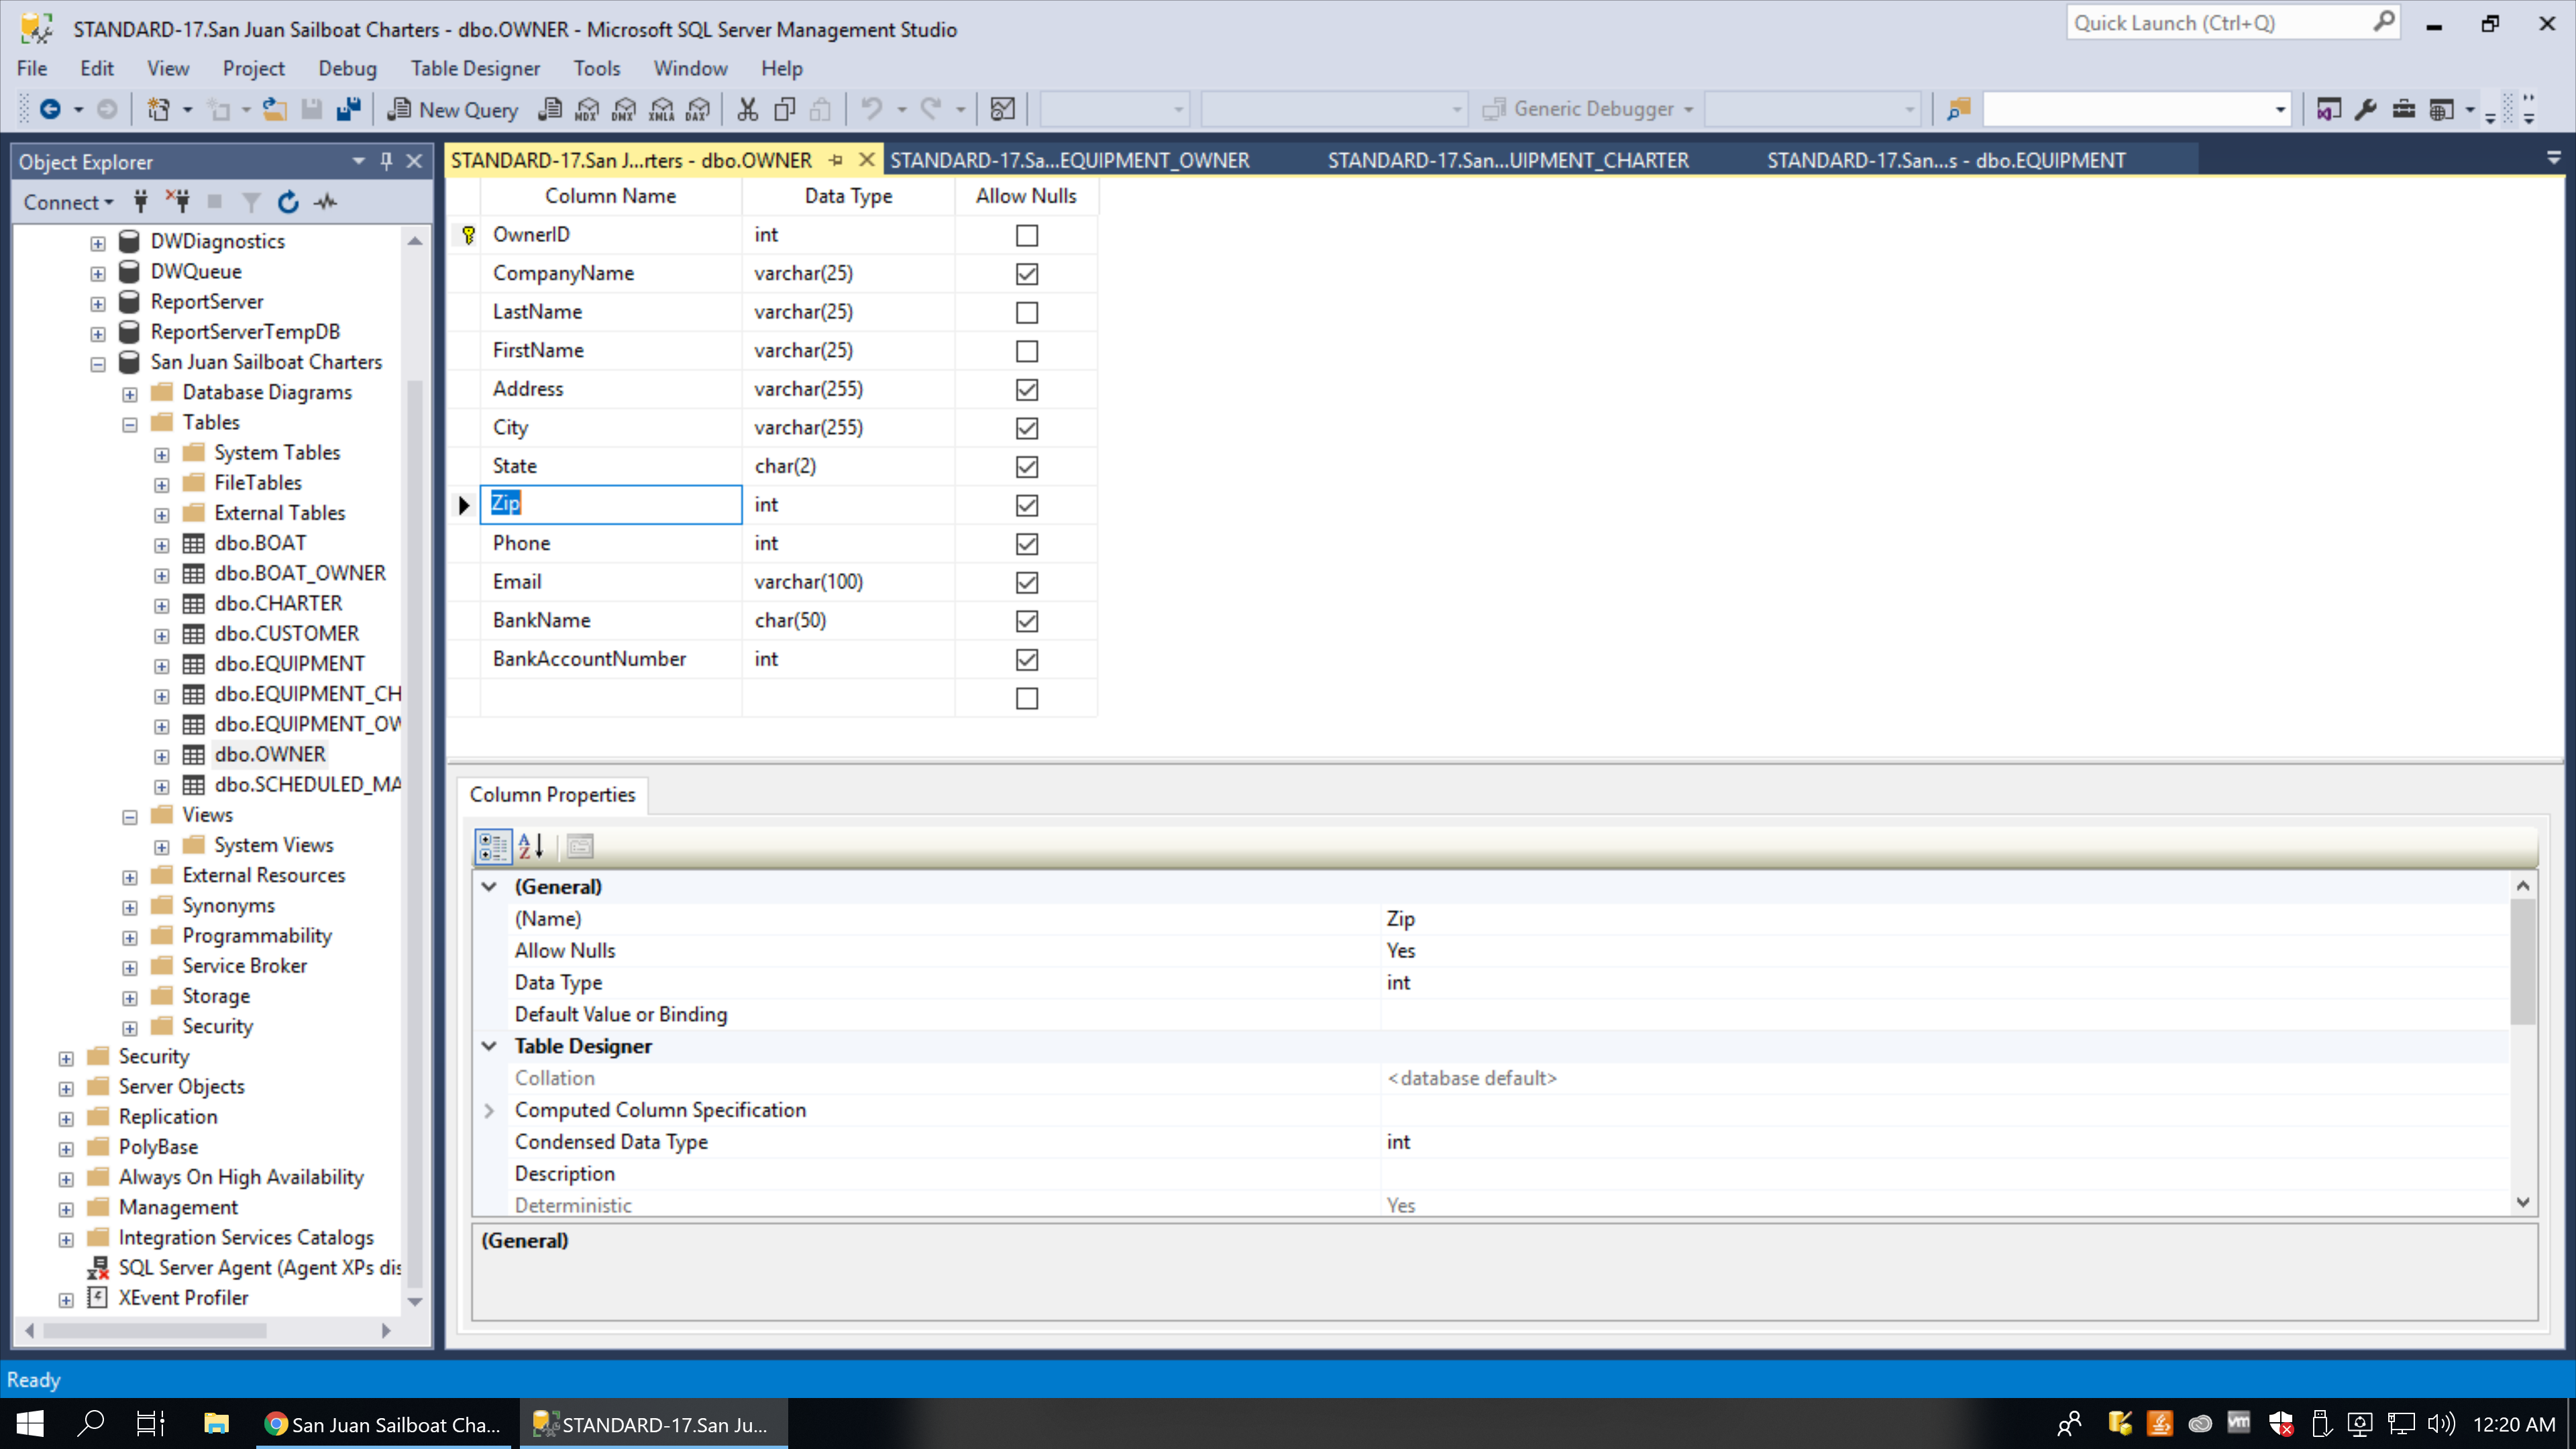 STANDARD-17.San Juan Sailboat Charters - dbo.OWNER - Microsoft SQL Server Management Studio
Quick Launch (Ctrl+Q)
File Edit View Project Debug Table Designer Tools Window Help
New Query
MDX DMX XMLA DAX
Generic Debugger
Object Explorer
Connect
DWDiagnostics
DWQueue
ReportServer
ReportServerTempDB
San Juan Sailboat Charters
Database Diagrams
Tables
System Tables
FileTables
External Tables
dbo.BOAT
dbo.BOAT_OWNER
dbo.CHARTER
dbo.CUSTOMER
dbo.EQUIPMENT
dbo.EQUIPMENT_CH
dbo.EQUIPMENT_OW
dbo.OWNER
dbo.SCHEDULED_MA
Views
System Views
External Resources
Synonyms
Programmability
Service Broker
Storage
Security
Security
Server Objects
Replication
PolyBase
Always On High Availability
Management
Integration Services Catalogs
SQL Server Agent (Agent XPs dis
XEvent Profiler
STANDARD-17.San J...rters - dbo.OWNER
STANDARD-17.Sa...EQUIPMENT_OWNER
STANDARD-17.San...UIPMENT_CHARTER
STANDARD-17.San...s - dbo.EQUIPMENT
Column Name Data Type Allow Nulls
OwnerID int
CompanyName varchar(25)
LastName varchar(25)
FirstName varchar(25)
Address varchar(255)
City varchar(255)
State char(2)
Zip int
Phone int
Email varchar(100)
BankName char(50)
BankAccountNumber int
Column Properties
(General)
(Name) Zip
Allow Nulls Yes
Data Type int
Default Value or Binding
Table Designer
Collation <database default>
Computed Column Specification
Condensed Data Type int
Description
Deterministic Yes
(General)
Ready
San Juan Sailboat Cha...
STANDARD-17.San Ju...
vm
12:20 AM